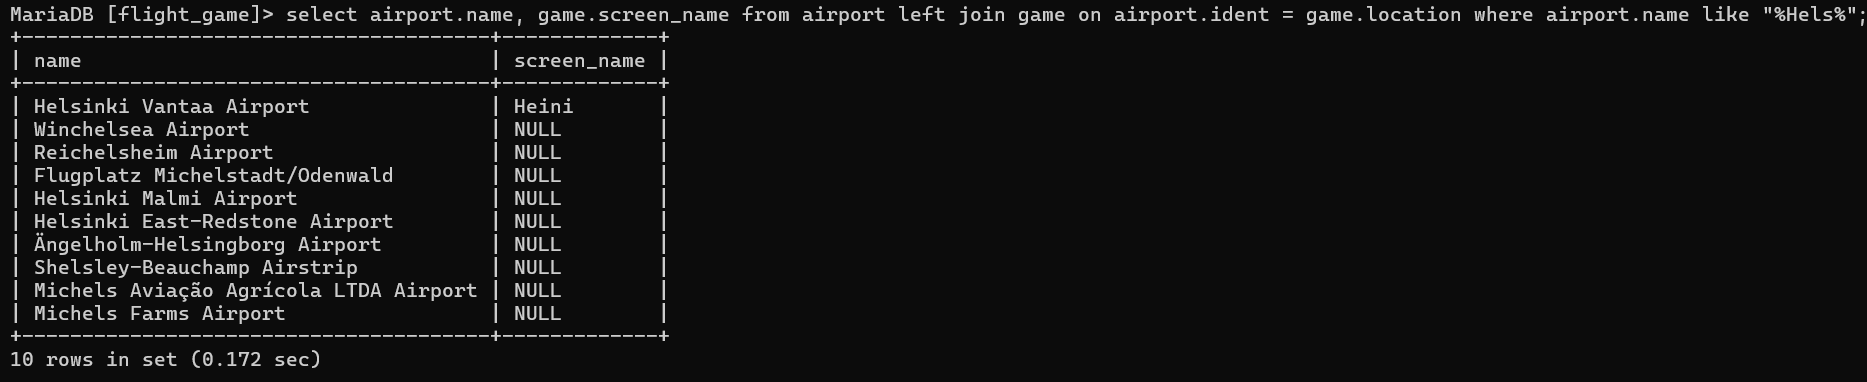 MariaDB [flight_game]> select airport.name, game.screen_name from airport left join game on airport.ident = game.location where airport.name like "%Hels%";
+---------------------------------------+-------------+
| name                                  | screen_name |
+---------------------------------------+-------------+
| Helsinki Vantaa Airport               | Heini       |
| Winchelsea Airport                    | NULL        |
| Reichelsheim Airport                  | NULL        |
| Flugplatz Michelstadt/Odenwald        | NULL        |
| Helsinki Malmi Airport                | NULL        |
| Helsinki East-Redstone Airport        | NULL        |
| Ängelholm-Helsingborg Airport         | NULL        |
| Shelsley-Beauchamp Airstrip           | NULL        |
| Michels Aviação Agrícola LTDA Airport | NULL        |
| Michels Farms Airport                 | NULL        |
+---------------------------------------+-------------+
10 rows in set (0.172 sec)